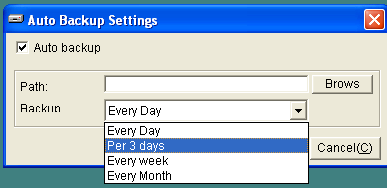 Auto Backup Settings
Auto backup
Path:
Brows
Backup
Every Day
Every Day
Per 3 days
Every week
Every Month
Cancel(C)